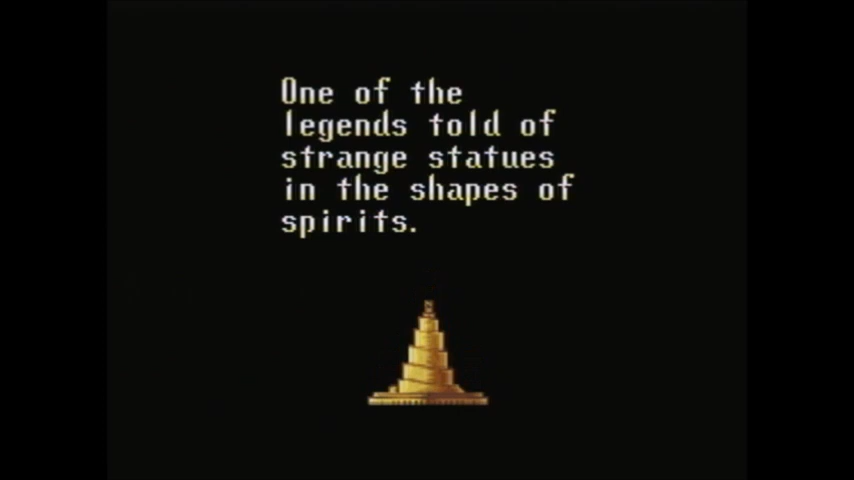 One of the
legends told of
strange statues
in the shapes of
spirits.